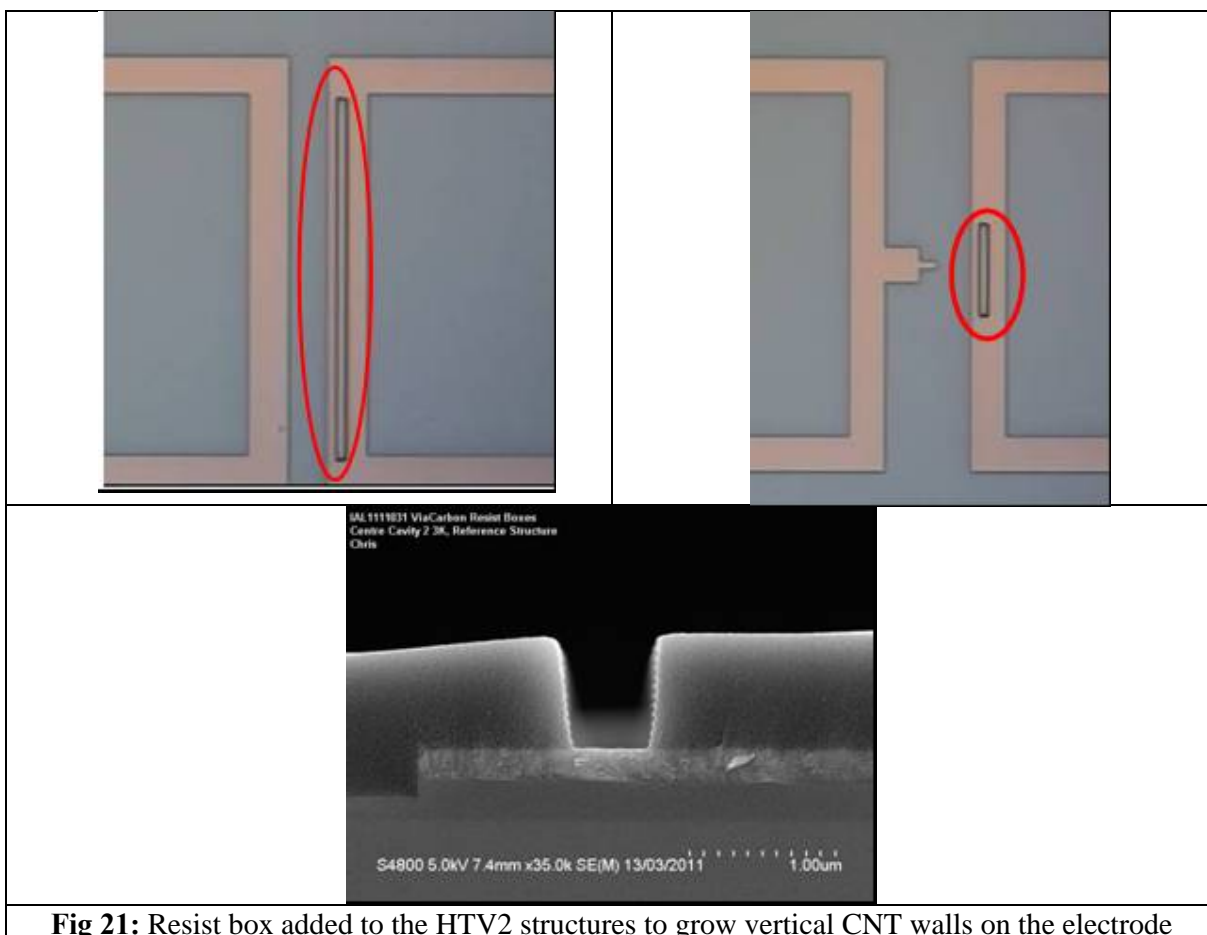 IAL1111031 ViaCarbon Resist Boxes
Centre Cavity 2 3K, Reference Structure
Chris
S4800 5.0kV 7.4mm x35.0k SE(M) 13/03/2011 1.00um
Fig 21: Resist box added to the HTV2 structures to grow vertical CNT walls on the electrode